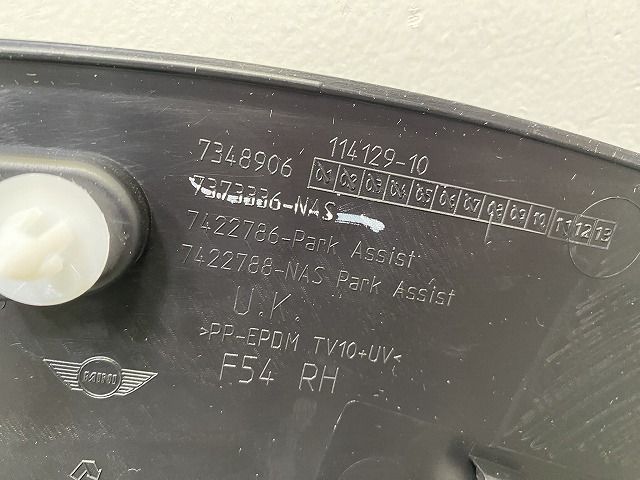 7348906 114129-10
01 02 03 04 05 06 07 08 09 10 11 12 13
7373336-NAS
7422786-Park Assist
7422788-NAS Park Assist
U.K.
>PP-EPDM TV10+UV<
F54 RH
MINI